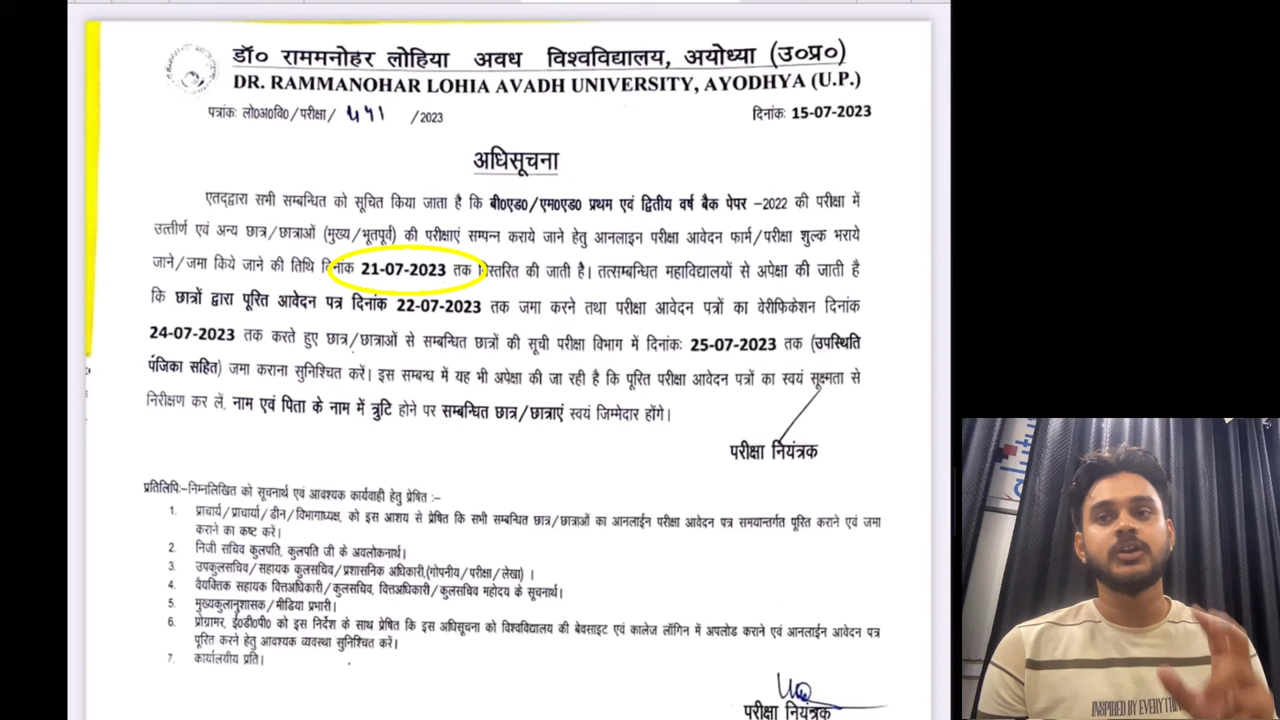 डॉ० राममनोहर लोहिया अवध विश्वविद्यालय, अयोध्या (उ०प्र०)
DR. RAMMANOHAR LOHIA AVADH UNIVERSITY, AYODHYA (U.P.)
पत्रांकः लो०अ०वि०/परीक्षा/ ५५१ /2023 दिनांकः 15-07-2023
अधिसूचना
एतद्द्वारा सभी सम्बन्धित को सूचित किया जाता है कि बी०एड०/एम०एड० प्रथम एवं द्वितीय वर्ष बैक पेपर –2022 की परीक्षा में
उत्तीर्ण एवं अन्य छात्र/छात्राओं (मुख्य/भूतपूर्व) की परीक्षाएं सम्पन्न कराये जाने हेतु आनलाइन परीक्षा आवेदन फार्म/परीक्षा शुल्क भराये
जाने/जमा किये जाने की तिथि दिनांक 21-07-2023 तक विस्तरित की जाती है। तत्सम्बन्धित महाविद्यालयों से अपेक्षा की जाती है
कि छात्रों द्वारा पूरित आवेदन पत्र दिनांक 22-07-2023 तक जमा करने तथा परीक्षा आवेदन पत्रों का वेरीफिकेशन दिनांक
24-07-2023 तक करते हुए छात्र/छात्राओं से सम्बन्धित छात्रों की सूची परीक्षा विभाग में दिनांकः 25-07-2023 तक (उपस्थिति
पंजिका सहित) जमा कराना सुनिश्चित करें। इस सम्बन्ध में यह भी अपेक्षा की जा रही है कि पूरित परीक्षा आवेदन पत्रों का स्वयं सूक्ष्मता से
निरीक्षण कर लें, नाम एवं पिता के नाम में त्रुटि होने पर सम्बन्धित छात्र/छात्राएं स्वयं जिम्मेदार होंगे।
परीक्षा नियंत्रक
प्रतिलिपिः-निम्नलिखित को सूचनार्थ एवं आवश्यक कार्यवाही हेतु प्रेषित :-
1. प्राचार्य/प्राचार्या/डीन/विभागाध्यक्ष, को इस आशय से प्रेषित कि सभी सम्बन्धित छात्र/छात्राओं का आनलाईन परीक्षा आवेदन पत्र समयान्तर्गत पूरित कराने एवं जमा
कराने का कष्ट करें।
2. निजी सचिव कुलपति, कुलपति जी के अवलोकनार्थ।
3. उपकुलसचिव/सहायक कुलसचिव/प्रशासनिक अधिकारी,(गोपनीय/परीक्षा/लेखा) ।
4. वैयक्तिक सहायक वित्तअधिकारी/कुलसचिव, वित्तअधिकारी/कुलसचिव महोदय के सूचनार्थ।
5. मुख्यकुलानुशासक/मीडिया प्रभारी।
6. प्रोग्रामर, ई०डी०पी० को इस निर्देश के साथ प्रेषित कि इस अधिसूचना को विश्वविद्यालय की बेवसाइट एवं कालेज लॉगिन में अपलोड कराने एवं आनलाईन आवेदन पत्र
पूरित करने हेतु आवश्यक व्यवस्था सुनिश्चित करें।
7. कार्यालयीय प्रति।
परीक्षा नियंत्रक
INSPIRED BY EVERYTHING